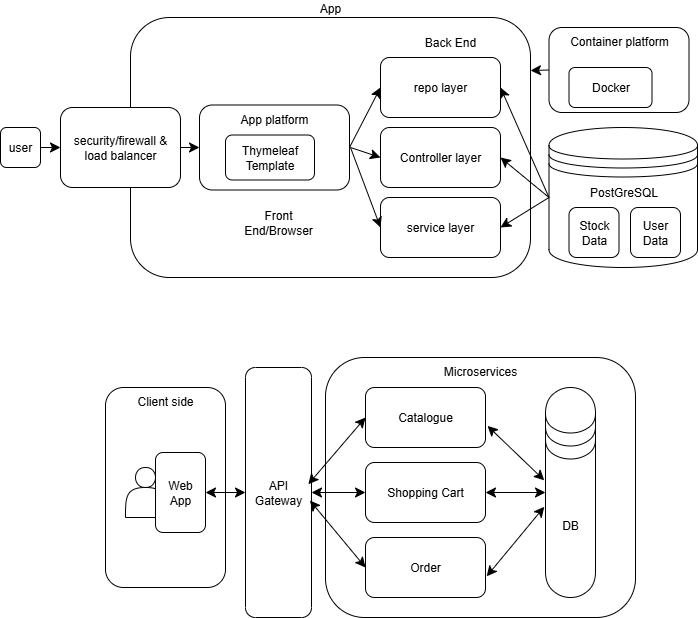 App
Back End
Container platform
repo layer
Docker
App platform
security/firewall &
load balancer
user
Thymeleaf
Template
Controller layer
PostGreSQL
Front
End/Browser
service layer
Stock
Data
User
Data
Microservices
Client side
Catalogue
Web
App
API
Gateway
Shopping Cart
DB
Order